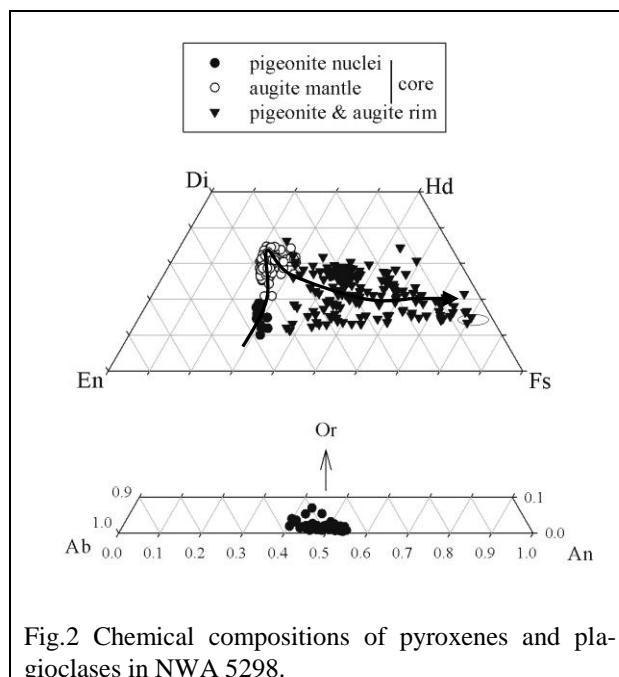 pigeonite nuclei
augite mantle
core
pigeonite & augite rim
Di
Hd
En
Fs
Or
0.9
0.1
1.0
0.0
Ab
An
0.0 0.1 0.2 0.3 0.4 0.5 0.6 0.7 0.8 0.9 1.0
Fig.2 Chemical compositions of pyroxenes and pla-
gioclases in NWA 5298.